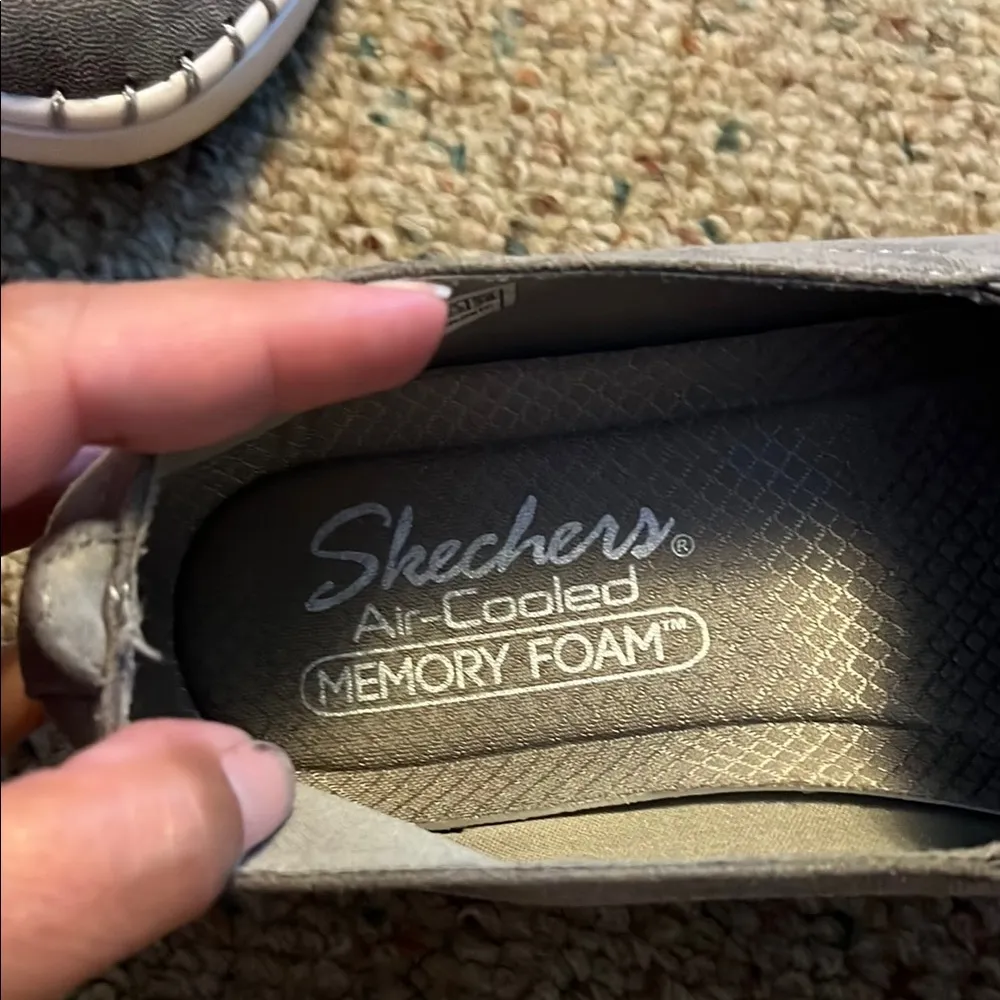 Skechers®
Air-Cooled
MEMORY FOAM™